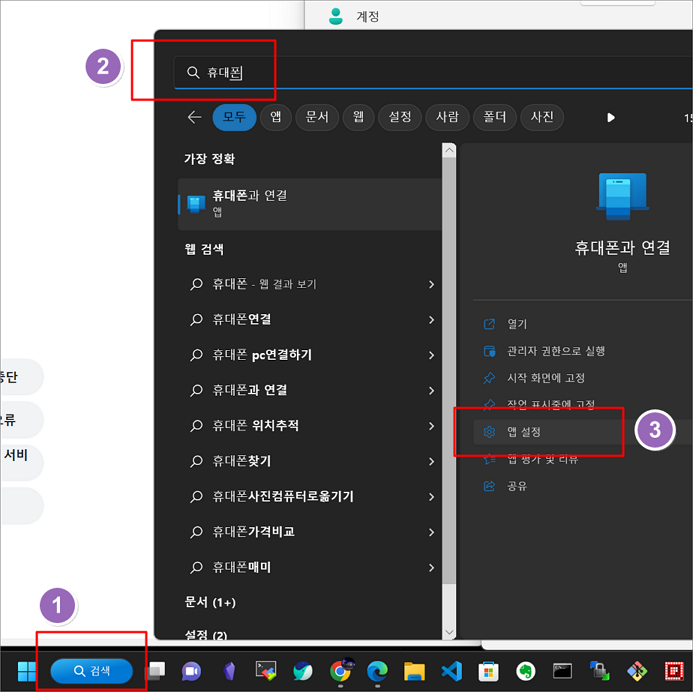 계정
2
휴대폰
모두 앱 문서 웹 설정 사람 폴더 사진 15
가장 정확
휴대폰과 연결
앱
웹 검색
휴대폰 - 웹 결과 보기
휴대폰연결
휴대폰 pc연결하기
휴대폰과 연결
휴대폰 위치추적
휴대폰찾기
휴대폰사진컴퓨터로옮기기
휴대폰가격비교
휴대폰매미
문서 (1+)
설정 (2)
휴대폰과 연결
앱
열기
관리자 권한으로 실행
시작 화면에 고정
작업 표시줄에 고정
앱 설정
3
앱 평가 및 리뷰
공유
중단
오류
서비
1
검색